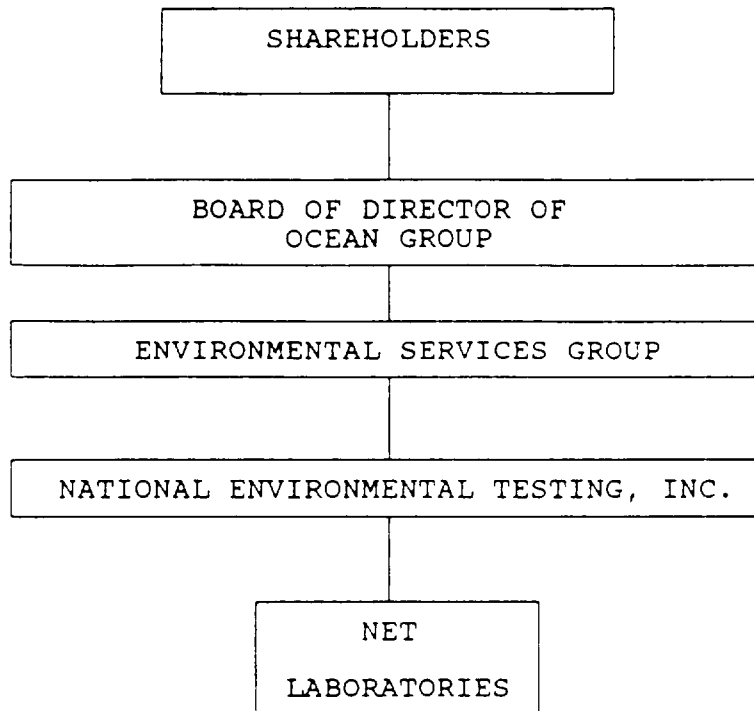 SHAREHOLDERS
BOARD OF DIRECTOR OF
OCEAN GROUP
ENVIRONMENTAL SERVICES GROUP
NATIONAL ENVIRONMENTAL TESTING, INC.
NET
LABORATORIES